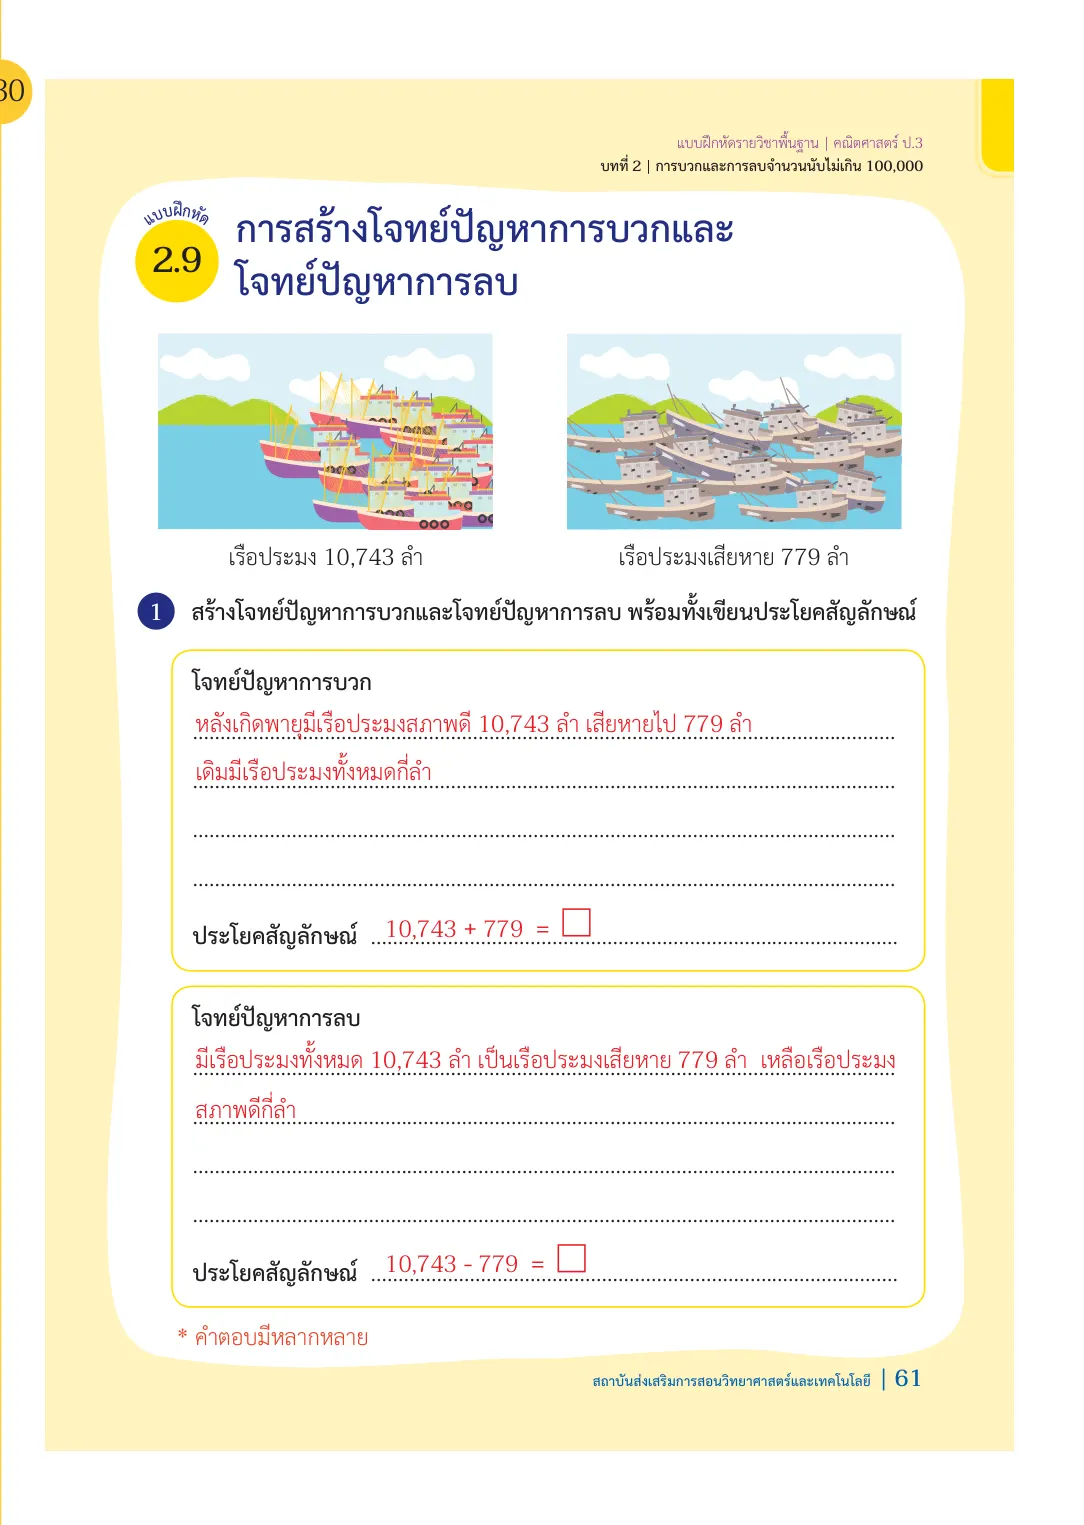 30
แบบฝึกหัดรายวิชาพื้นฐาน | คณิตศาสตร์ ป.3
บทที่ 2 | การบวกและการลบจำนวนนับไม่เกิน 100,000
แบบฝึกหัด
2.9
การสร้างโจทย์ปัญหาการบวกและ
โจทย์ปัญหาการลบ
เรือประมง 10,743 ลำ
เรือประมงเสียหาย 779 ลำ
1 สร้างโจทย์ปัญหาการบวกและโจทย์ปัญหาการลบ พร้อมทั้งเขียนประโยคสัญลักษณ์
โจทย์ปัญหาการบวก
หลังเกิดพายุมีเรือประมงสภาพดี 10,743 ลำ เสียหายไป 779 ลำ
เดิมมีเรือประมงทั้งหมดกี่ลำ
ประโยคสัญลักษณ์ 10,743 + 779 = □
โจทย์ปัญหาการลบ
มีเรือประมงทั้งหมด 10,743 ลำ เป็นเรือประมงเสียหาย 779 ลำ เหลือเรือประมง
สภาพดีกี่ลำ
ประโยคสัญลักษณ์ 10,743 - 779 = □
* คำตอบมีหลากหลาย
สถาบันส่งเสริมการสอนวิทยาศาสตร์และเทคโนโลยี | 61